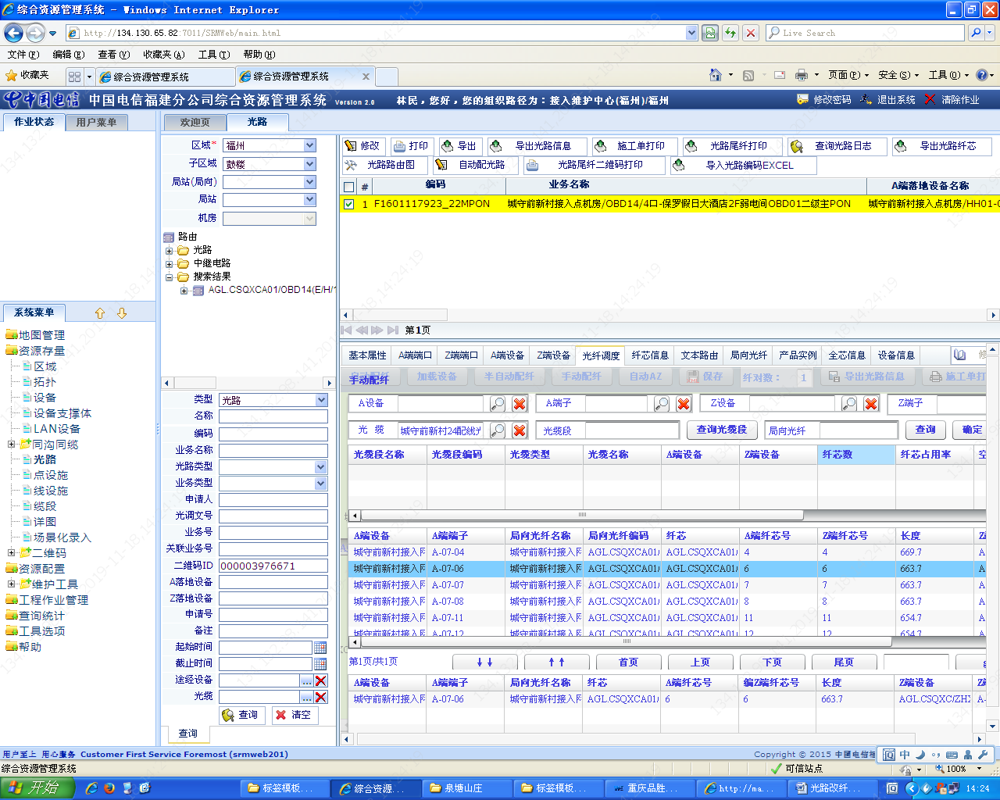 综合资源管理系统 - Windows Internet Explorer
http://134.130.65.82:7011/SRMWeb/main.html
Live Search
文件(F) 编辑(E) 查看(V) 收藏夹(A) 工具(T) 帮助(H)
收藏夹 综合资源管理系统 综合资源管理系统 页面(P) 安全(S) 工具(O)
中国电信 中国电信福建分公司综合资源管理系统 Version 2.0 林民，您好，您的组织路径为：接入维护中心(福州)/福州 修改密码 退出系统 清除作业
作业状态 用户菜单 欢迎页 光路
区域* 福州
子区域 鼓楼
局站(局向)
局站
机房
路由
光路
中继电路
搜索结果
AGL.CSQXCA01/OBD14(E/H/1
修改 打印 导出 导出光路信息 施工单打印 光路尾纤打印 查询光路日志 导出光路纤芯
光路路由图 自动配光路 光路尾纤二维码打印 导入光路编码EXCEL
# 编码 业务名称 A端落地设备名称
1 F1601117923_22MPON 城守前新村接入点机房/OBD14/4口-保罗假日大酒店2F弱电间OBD01二级主PON 城守前新村接入点机房/HH01-0
第1页
系统菜单
地图管理
资源存量
区域
拓扑
设备
设备支撑体
LAN设备
同沟同缆
光路
点设施
线设施
缆段
详图
场景化录入
二维码
资源配置
维护工具
工程作业管理
查询统计
工具选项
帮助
类型 光路
名称
编码
业务名称
光路类型
业务类型
申请人
光调文号
业务号
关联业务号
二维码ID 000003976671
A落地设备
Z落地设备
申请号
备注
起始时间
截止时间
途经设备 ...
光缆 ...
查询 清空
查询
基本属性 A端端口 Z端端口 A端设备 Z端设备 光纤调度 纤芯信息 文本路由 局向光纤 产品实例 全芯信息 设备信息
手动配纤 加载设备 半自动配纤 手动配纤 自动AZ 保存 纤对数： 1 导出光路信息 施工单打
A设备 A端子 Z设备 Z端子
光 缆 城守前新村24配线光 光缆段 查询光缆段 局向光纤 查询 确定
光缆段名称 光缆段编码 光缆类型 光缆名称 A端设备 Z端设备 纤芯数 纤芯占用率
A端设备 A端端子 局向光纤名称 局向光纤编码 纤芯 A端纤芯号 Z端纤芯号 长度
城守前新村接入网 A-07-04 城守前新村接入网 AGL.CSQXCA01/ AGL.CSQXCA01/ 4 4 669.7 A
城守前新村接入网 A-07-06 城守前新村接入网 AGL.CSQXCA01/ AGL.CSQXCA01/ 6 6 663.7 A
城守前新村接入网 A-07-07 城守前新村接入网 AGL.CSQXCA01/ AGL.CSQXCA01/ 7 7 663.7 A
城守前新村接入网 A-07-08 城守前新村接入网 AGL.CSQXCA01/ AGL.CSQXCA01/ 8 8 663.7 A
城守前新村接入网 A-07-11 城守前新村接入网 AGL.CSQXCA01/ AGL.CSQXCA01/ 11 11 654.7 A
城守前新村接入网 A-07-12 城守前新村接入网 AGL.CSQXCA01/ AGL.CSQXCA01/ 12 12 654.7 A
第1页/共1页 ↓↓ ↑↑ 首页 上页 下页 尾页
A端设备 A端端子 局向光纤名称 纤芯 A端纤芯号 编Z端纤芯号 长度 Z端设备
城守前新村接入网 A-07-06 城守前新村接入网 AGL.CSQXCA01/ 6 6 663.7 AGL.CSQXC/ZHX A-
用户至上 用心服务 Customer First Service Foremost (srmweb201) Copyright © 2015 中國电信福
综合资源管理系统 可信站点 100%
开始 标签模板... 综合资源... 泉塘山庄 标签模板... 重庆品胜... http://ma... 光路改纤... 14:24